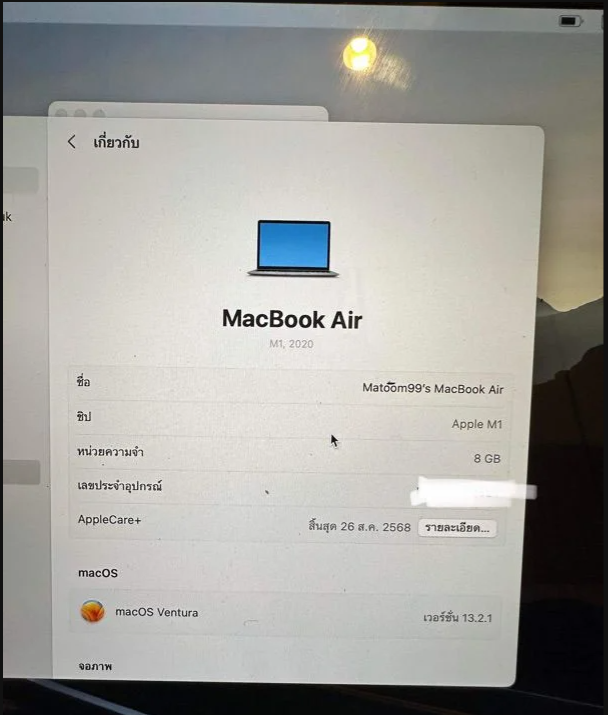 เกี่ยวกับ
MacBook Air
M1, 2020
ชื่อ Matoom99's MacBook Air
ชิป Apple M1
หน่วยความจำ 8 GB
เลขประจำอุปกรณ์
AppleCare+ สิ้นสุด 26 ส.ค. 2568 รายละเอียด...
macOS
macOS Ventura เวอร์ชั่น 13.2.1
จอภาพ